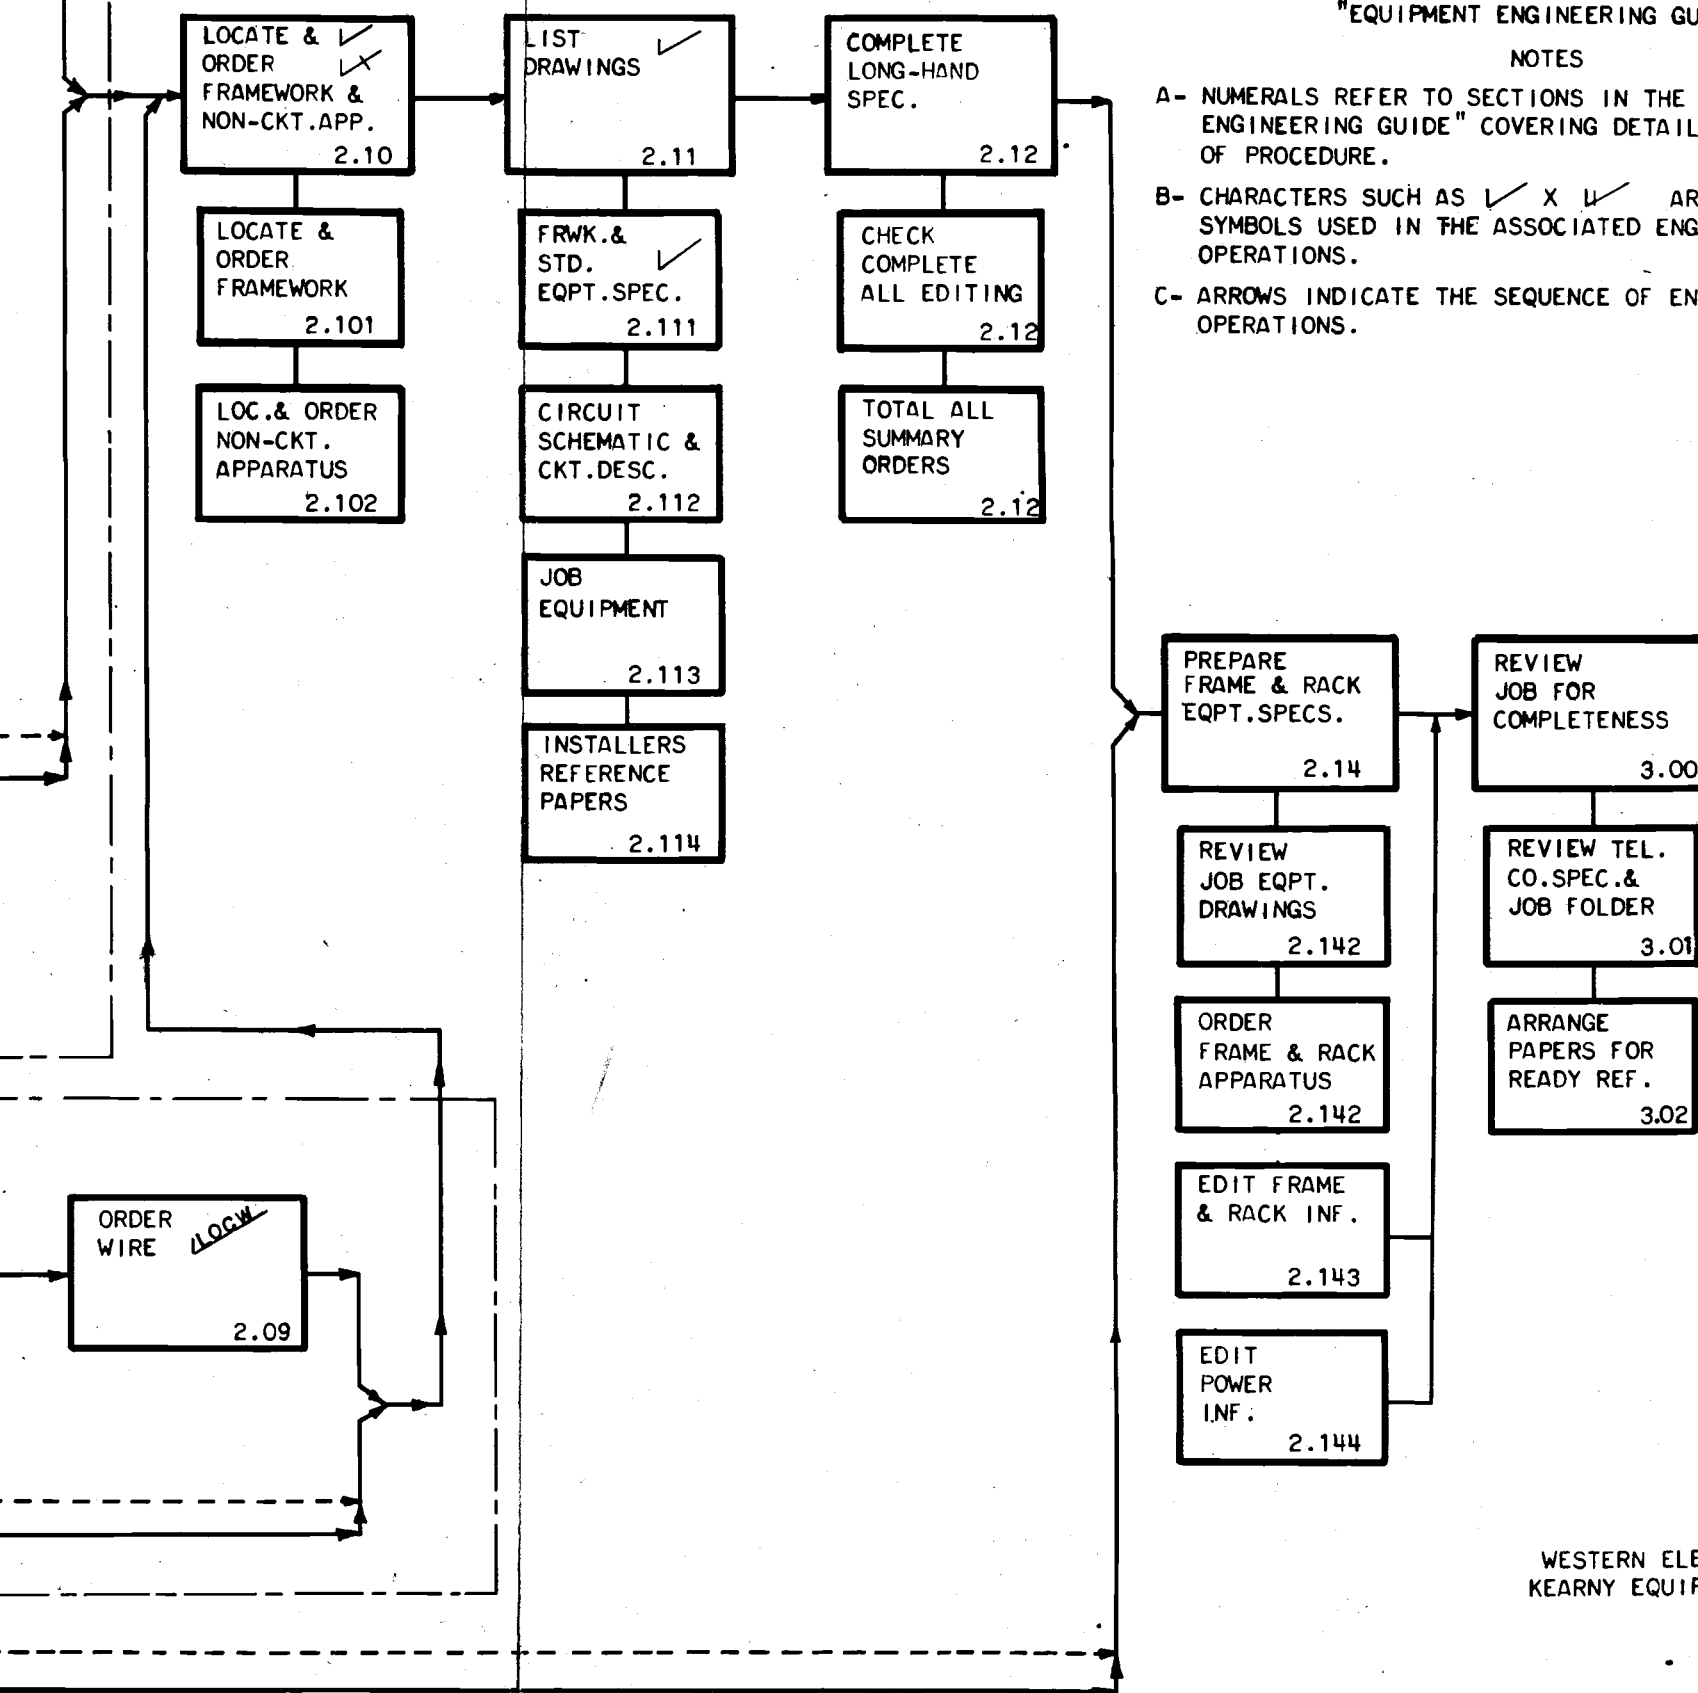 "EQUIPMENT ENGINEERING GU
NOTES
A- NUMERALS REFER TO SECTIONS IN THE
ENGINEERING GUIDE" COVERING DETAIL
OF PROCEDURE.
B- CHARACTERS SUCH AS ✓ X AR
SYMBOLS USED IN THE ASSOCIATED ENG
OPERATIONS.
C- ARROWS INDICATE THE SEQUENCE OF EN
OPERATIONS.
LOCATE & ✓
ORDER ✓X
FRAMEWORK &
NON-CKT.APP.
2.10
LOCATE &
ORDER
FRAMEWORK
2.101
LOC.& ORDER
NON-CKT.
APPARATUS
2.102
LIST ✓
DRAWINGS
2.11
FRWK.&
STD. ✓
EQPT.SPEC.
2.111
CIRCUIT
SCHEMATIC &
CKT.DESC.
2.112
JOB
EQUIPMENT
2.113
INSTALLERS
REFERENCE
PAPERS
2.114
COMPLETE
LONG-HAND
SPEC.
2.12
CHECK
COMPLETE
ALL EDITING
2.12
TOTAL ALL
SUMMARY
ORDERS
2.12
PREPARE
FRAME & RACK
EQPT.SPECS.
2.14
REVIEW
JOB EQPT.
DRAWINGS
2.142
ORDER
FRAME & RACK
APPARATUS
2.142
EDIT FRAME
& RACK INF.
2.143
EDIT
POWER
INF.
2.144
REVIEW
JOB FOR
COMPLETENESS
3.00
REVIEW TEL.
CO.SPEC.&
JOB FOLDER
3.01
ARRANGE
PAPERS FOR
READY REF.
3.02
ORDER
WIRE ✓LOCW
2.09
WESTERN ELE
KEARNY EQUIP